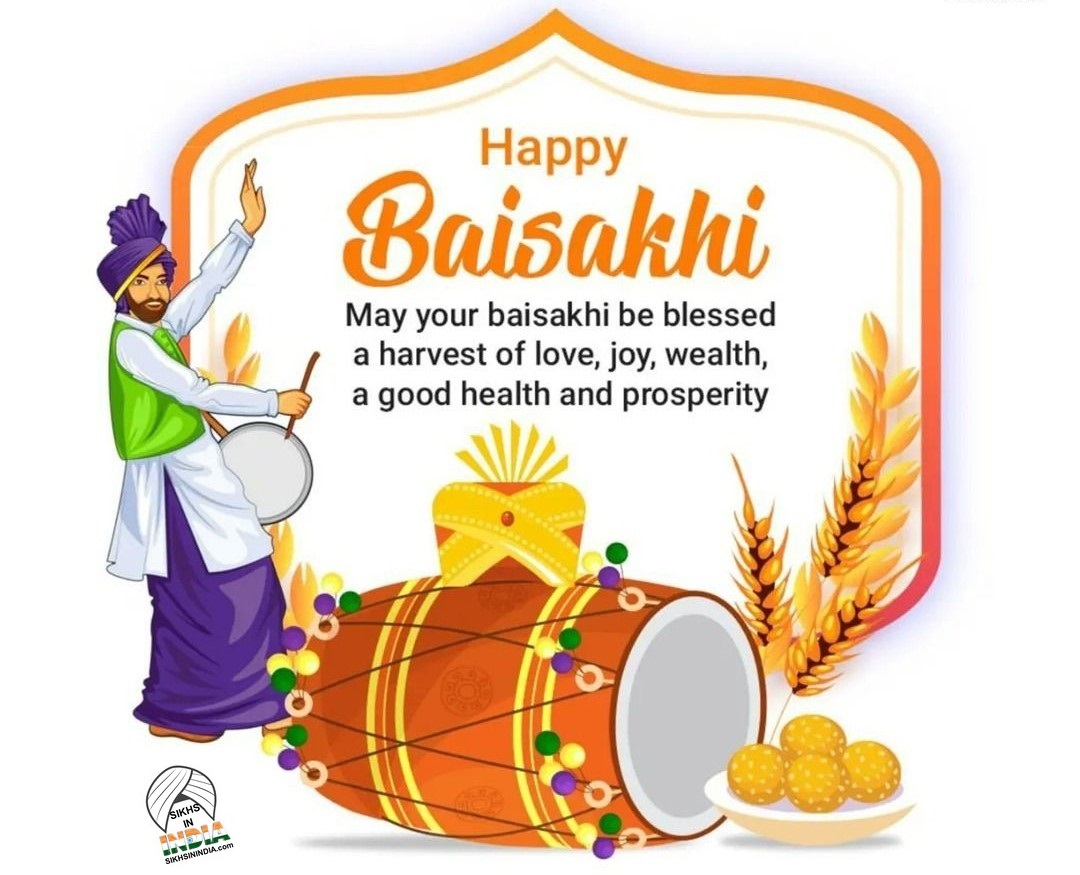 Happy
Baisakhi
May your baisakhi be blessed
a harvest of love, joy, wealth,
a good health and prosperity
SIKHS
IN
INDIA
SIKHSININDIA.com